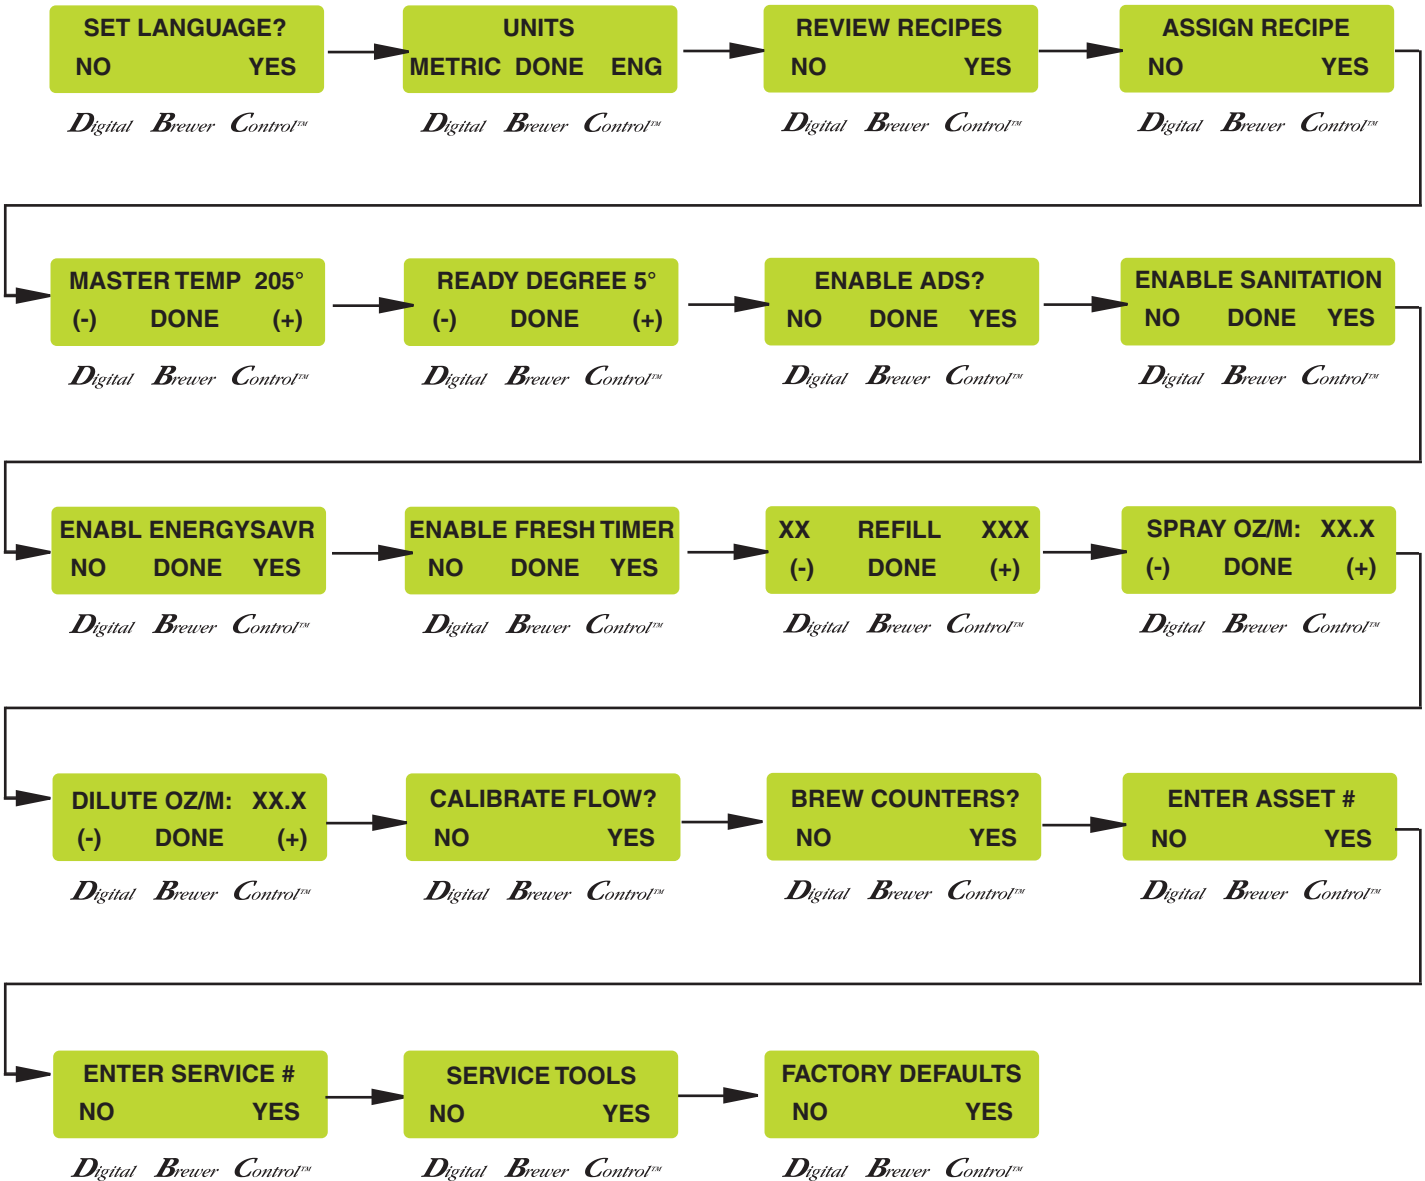 SET LANGUAGE?
NO YES
Digital Brewer Control™
UNITS
METRIC DONE ENG
Digital Brewer Control™
REVIEW RECIPES
NO YES
Digital Brewer Control™
ASSIGN RECIPE
NO YES
Digital Brewer Control™
MASTER TEMP 205°
(-) DONE (+)
Digital Brewer Control™
READY DEGREE 5°
(-) DONE (+)
Digital Brewer Control™
ENABLE ADS?
NO DONE YES
Digital Brewer Control™
ENABLE SANITATION
NO DONE YES
Digital Brewer Control™
ENABL ENERGYSAVR
NO DONE YES
Digital Brewer Control™
ENABLE FRESH TIMER
NO DONE YES
Digital Brewer Control™
XX REFILL XXX
(-) DONE (+)
Digital Brewer Control™
SPRAY OZ/M: XX.X
(-) DONE (+)
Digital Brewer Control™
DILUTE OZ/M: XX.X
(-) DONE (+)
Digital Brewer Control™
CALIBRATE FLOW?
NO YES
Digital Brewer Control™
BREW COUNTERS?
NO YES
Digital Brewer Control™
ENTER ASSET #
NO YES
Digital Brewer Control™
ENTER SERVICE #
NO YES
Digital Brewer Control™
SERVICE TOOLS
NO YES
Digital Brewer Control™
FACTORY DEFAULTS
NO YES
Digital Brewer Control™